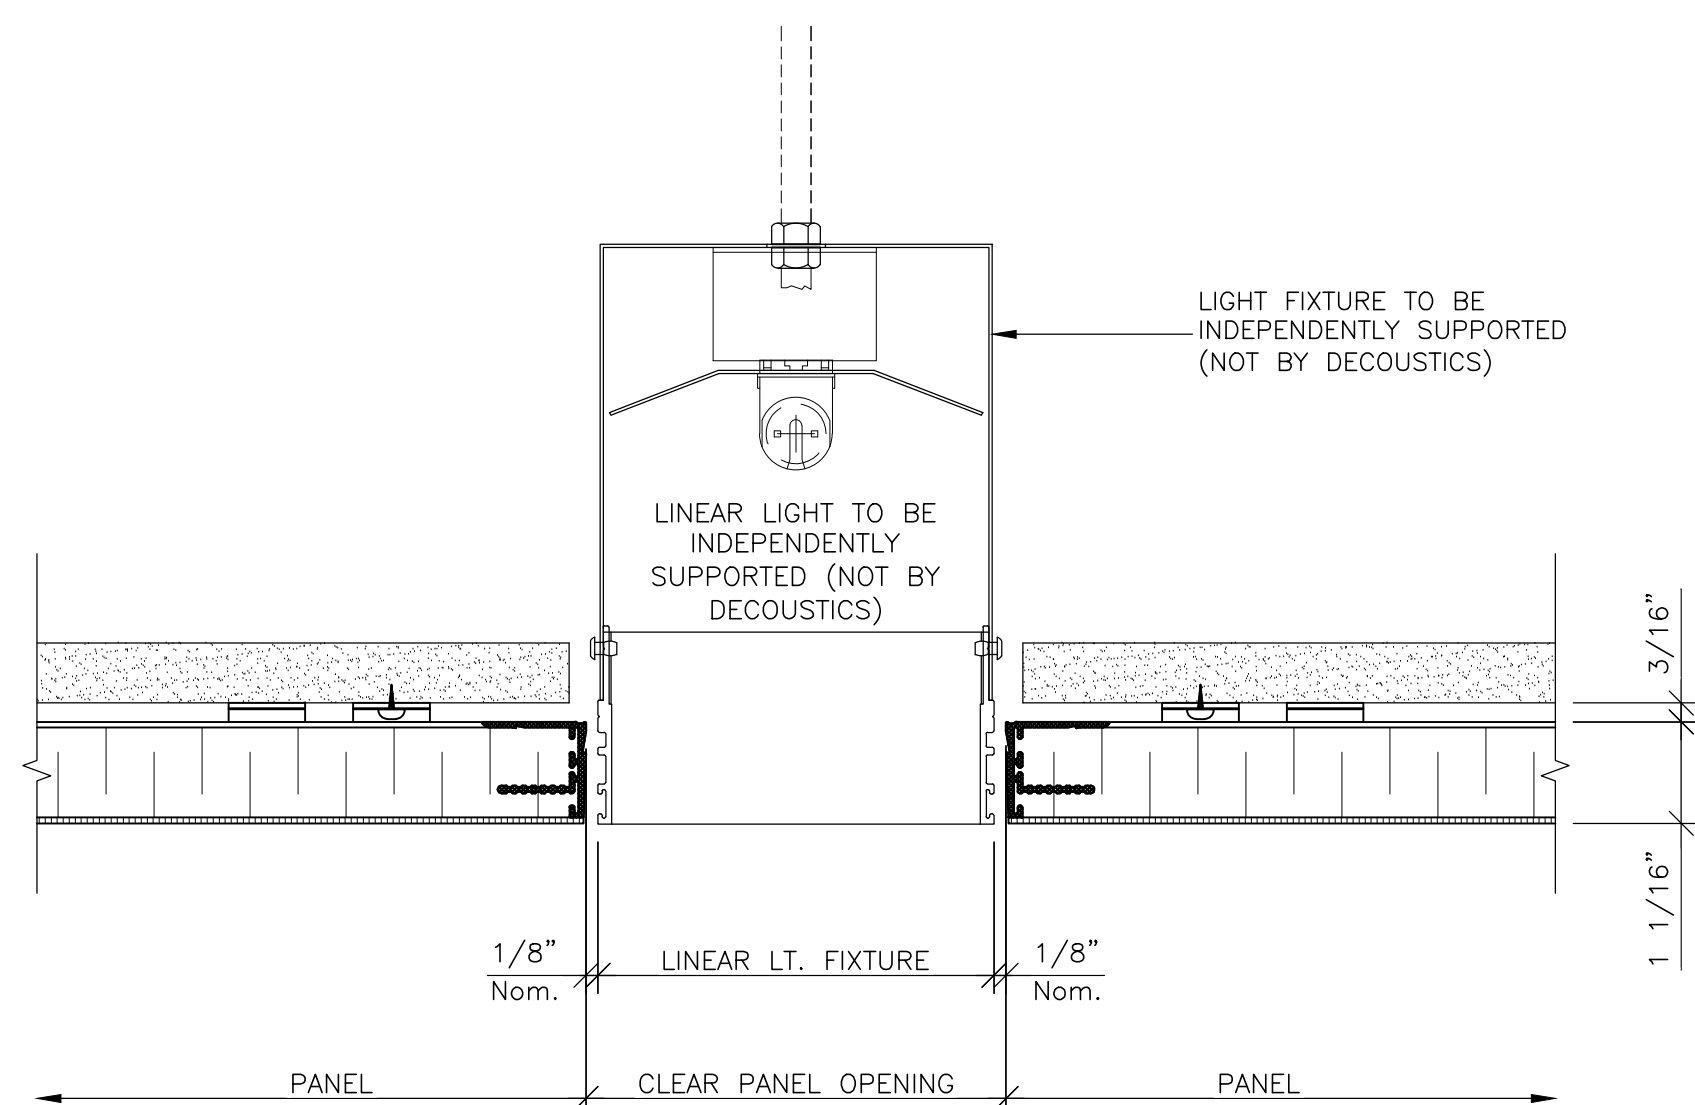 LIGHT FIXTURE TO BE
INDEPENDENTLY SUPPORTED
(NOT BY DECOUSTICS)
LINEAR LIGHT TO BE
INDEPENDENTLY
SUPPORTED (NOT BY
DECOUSTICS)
3/16”
1 1/16”
1/8”
Nom.
LINEAR LT. FIXTURE
1/8”
Nom.
PANEL
CLEAR PANEL OPENING
PANEL